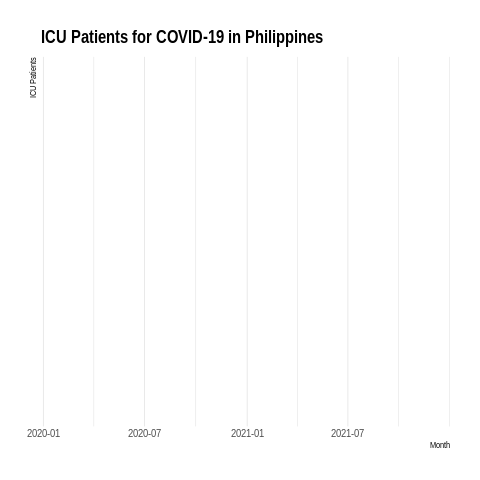 ICU Patients for COVID-19 in Philippines
ICU Patients
2020-01 2020-07 2021-01 2021-07
Month